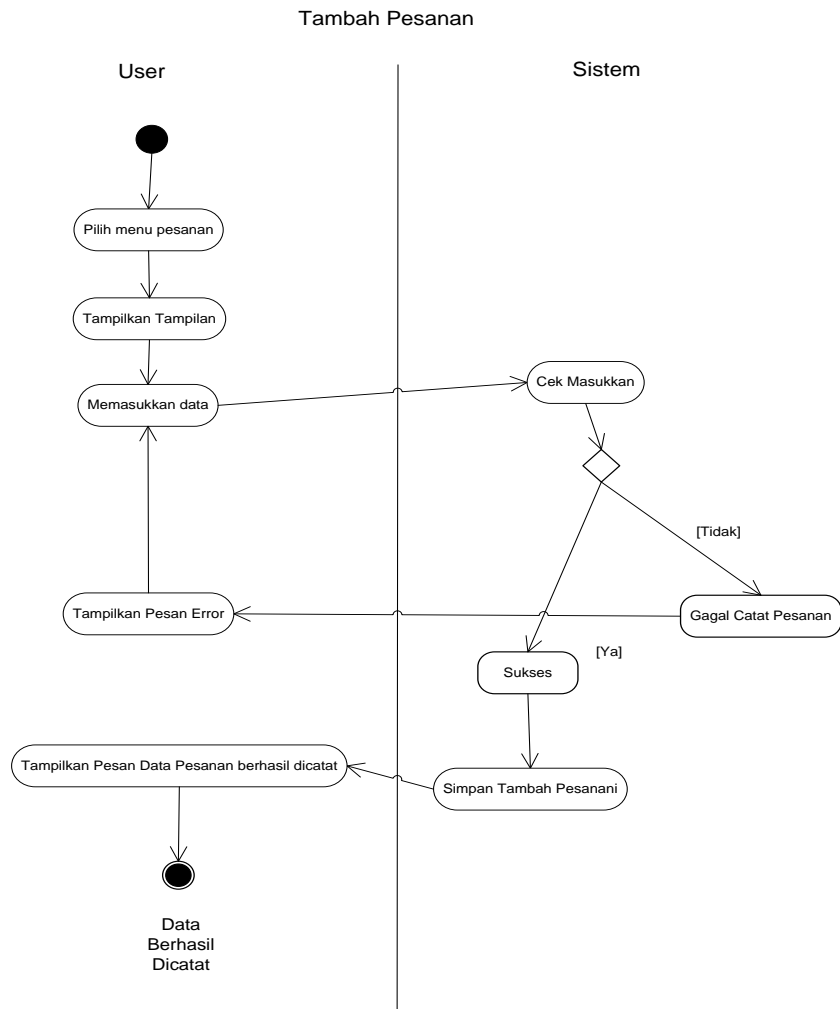 Tambah Pesanan
User
Sistem
Pilih menu pesanan
Tampilkan Tampilan
Memasukkan data
Cek Masukkan
[Tidak]
Tampilkan Pesan Error
Gagal Catat Pesanan
[Ya]
Sukses
Tampilkan Pesan Data Pesanan berhasil dicatat
Simpan Tambah Pesanani
Data
Berhasil
Dicatat